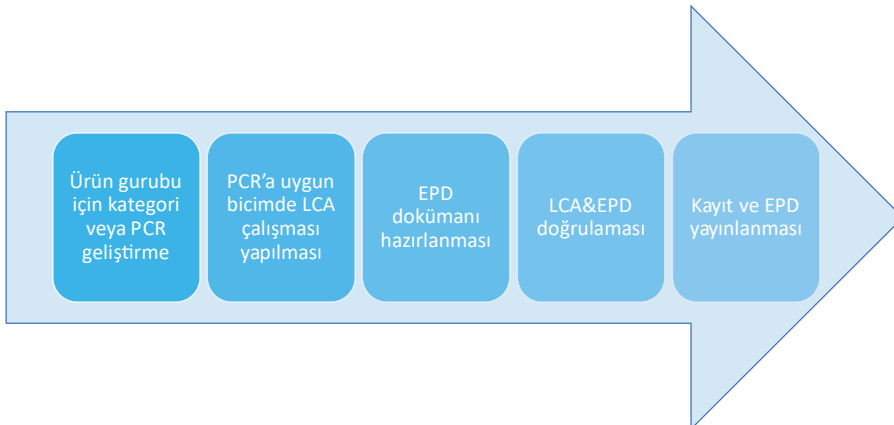 Ürün gurubu
için kategori
veya PCR
geliştirme
PCR’a uygun
bicimde LCA
çalışması
yapılması
EPD
dokümanı
hazırlanması
LCA&EPD
doğrulaması
Kayıt ve EPD
yayınlanması